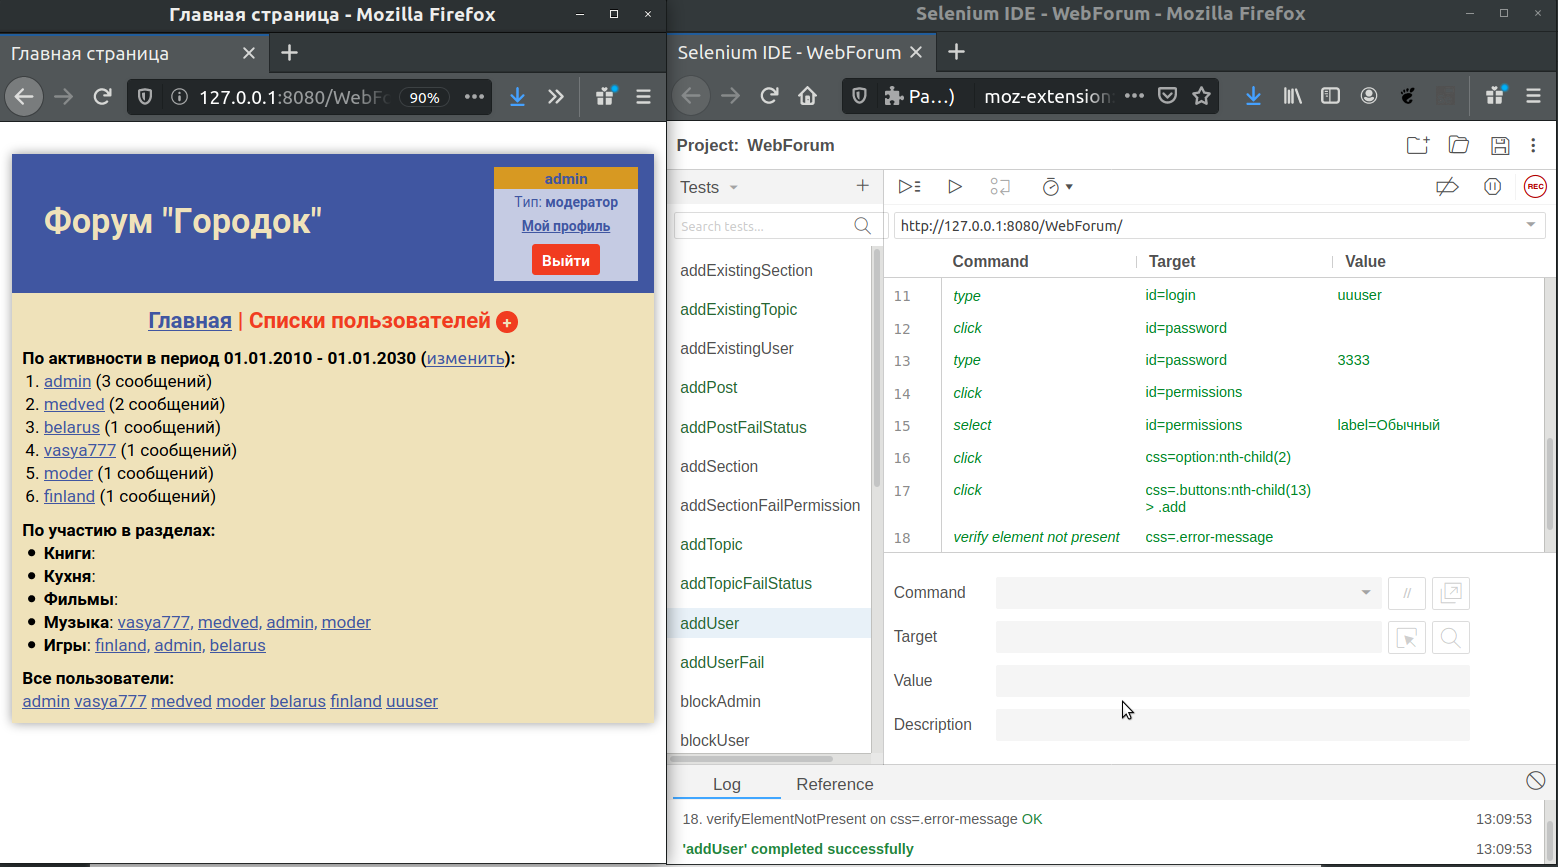 Главная страница - Mozilla Firefox
Главная страница
127.0.0.1:8080/WebFo
90%
Форум "Городок"
admin
Тип: модератор
Мой профиль
Выйти
Главная | Списки пользователей +
По активности в период 01.01.2010 - 01.01.2030 (изменить):
1. admin (3 сообщений)
2. medved (2 сообщений)
3. belarus (1 сообщений)
4. vasya777 (1 сообщений)
5. moder (1 сообщений)
6. finland (1 сообщений)
По участию в разделах:
Книги:
Кухня:
Фильмы:
Музыка: vasya777, medved, admin, moder
Игры: finland, admin, belarus
Все пользователи:
admin vasya777 medved moder belarus finland uuuser
Selenium IDE - WebForum - Mozilla Firefox
Selenium IDE - WebForum
Pa…)
moz-extension:
Project: WebForum
Tests
REC
Search tests...
http://127.0.0.1:8080/WebForum/
addExistingSection
addExistingTopic
addExistingUser
addPost
addPostFailStatus
addSection
addSectionFailPermission
addTopic
addTopicFailStatus
addUser
addUserFail
blockAdmin
blockUser
Command Target Value
11 type id=login uuuser
12 click id=password
13 type id=password 3333
14 click id=permissions
15 select id=permissions label=Обычный
16 click css=option:nth-child(2)
17 click css=.buttons:nth-child(13)
> .add
18 verify element not present css=.error-message
Command //
Target
Value
Description
Log Reference
18. verifyElementNotPresent on css=.error-message OK 13:09:53
'addUser' completed successfully 13:09:53